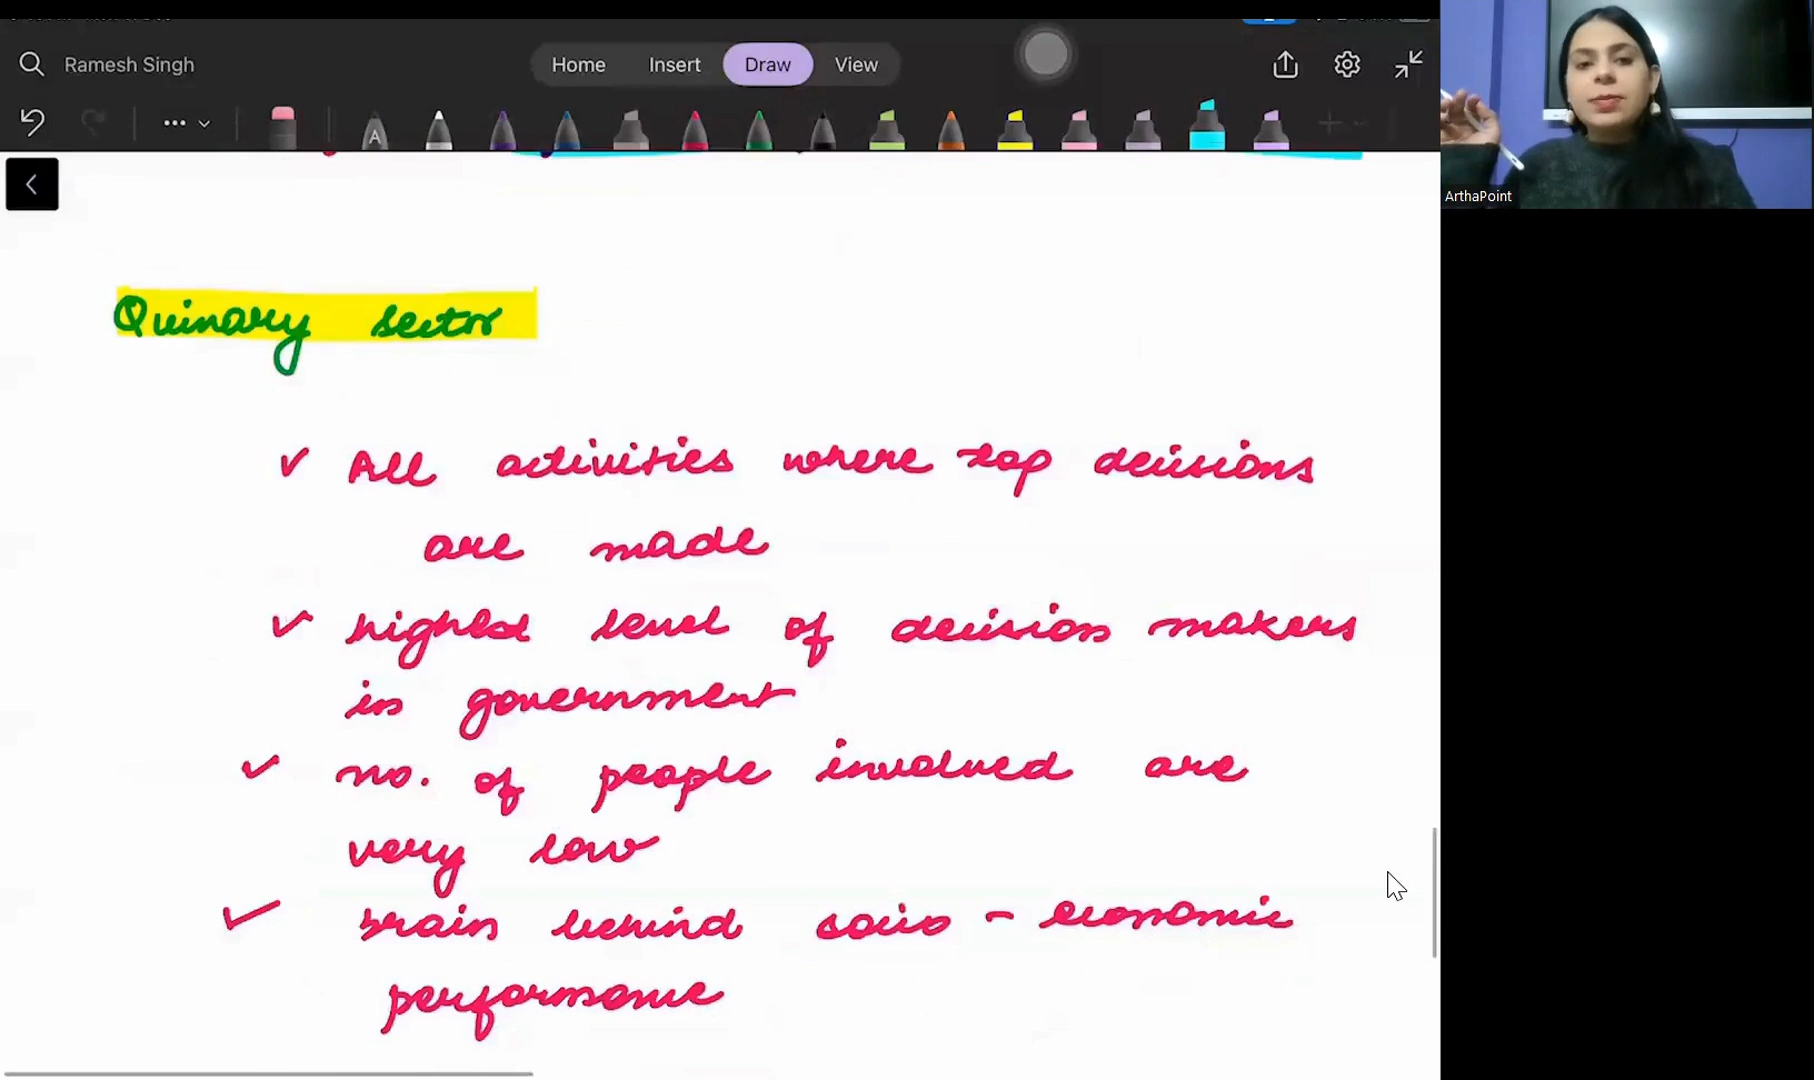 Ramesh Singh
Home Insert Draw View
A
ArthaPoint
Quinary sector
✓ All activities where top decisions
are made
✓ highest level of decision makers
in government
✓ no. of people involved are
very low
✓ brain behind socio - economic
performance